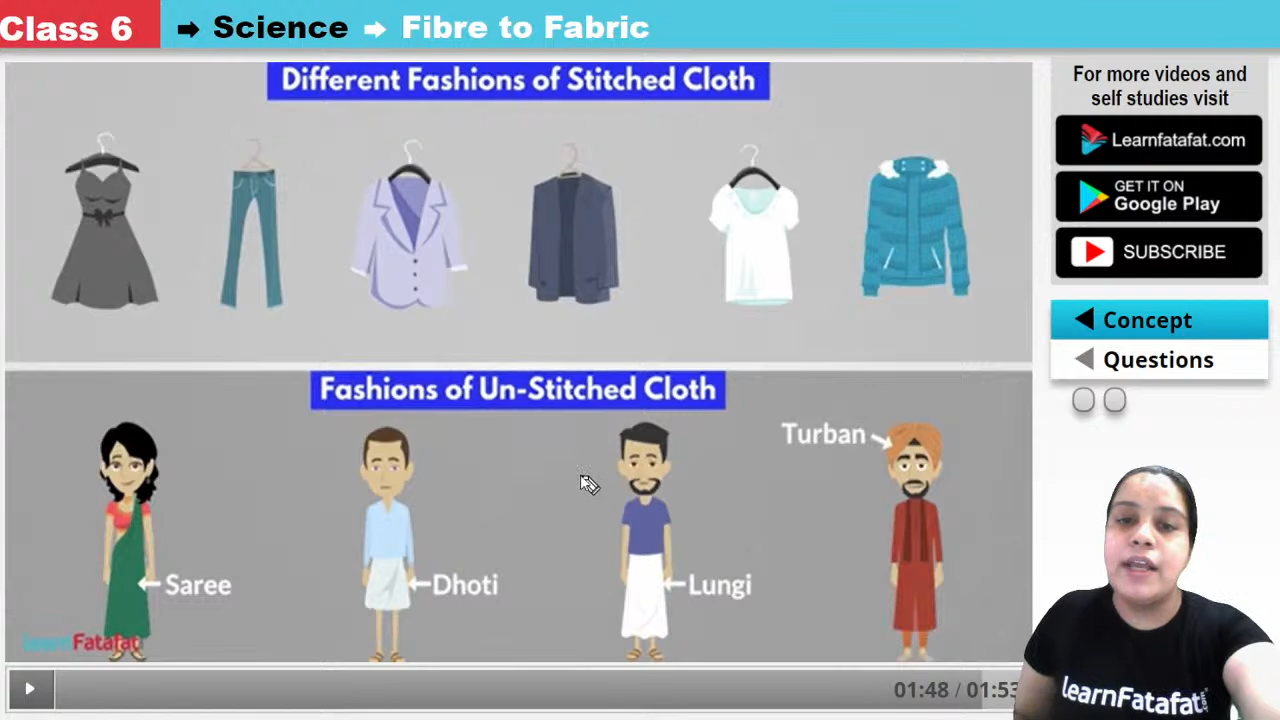 Class 6 ➡ Science ➡ Fibre to Fabric
Different Fashions of Stitched Cloth
Fashions of Un-Stitched Cloth
Turban
Saree
Dhoti
Lungi
LearnFatafat
01:48 / 01:53
For more videos and
self studies visit
Learnfatafat.com
GET IT ON
Google Play
SUBSCRIBE
Concept
Questions
learnFatafat